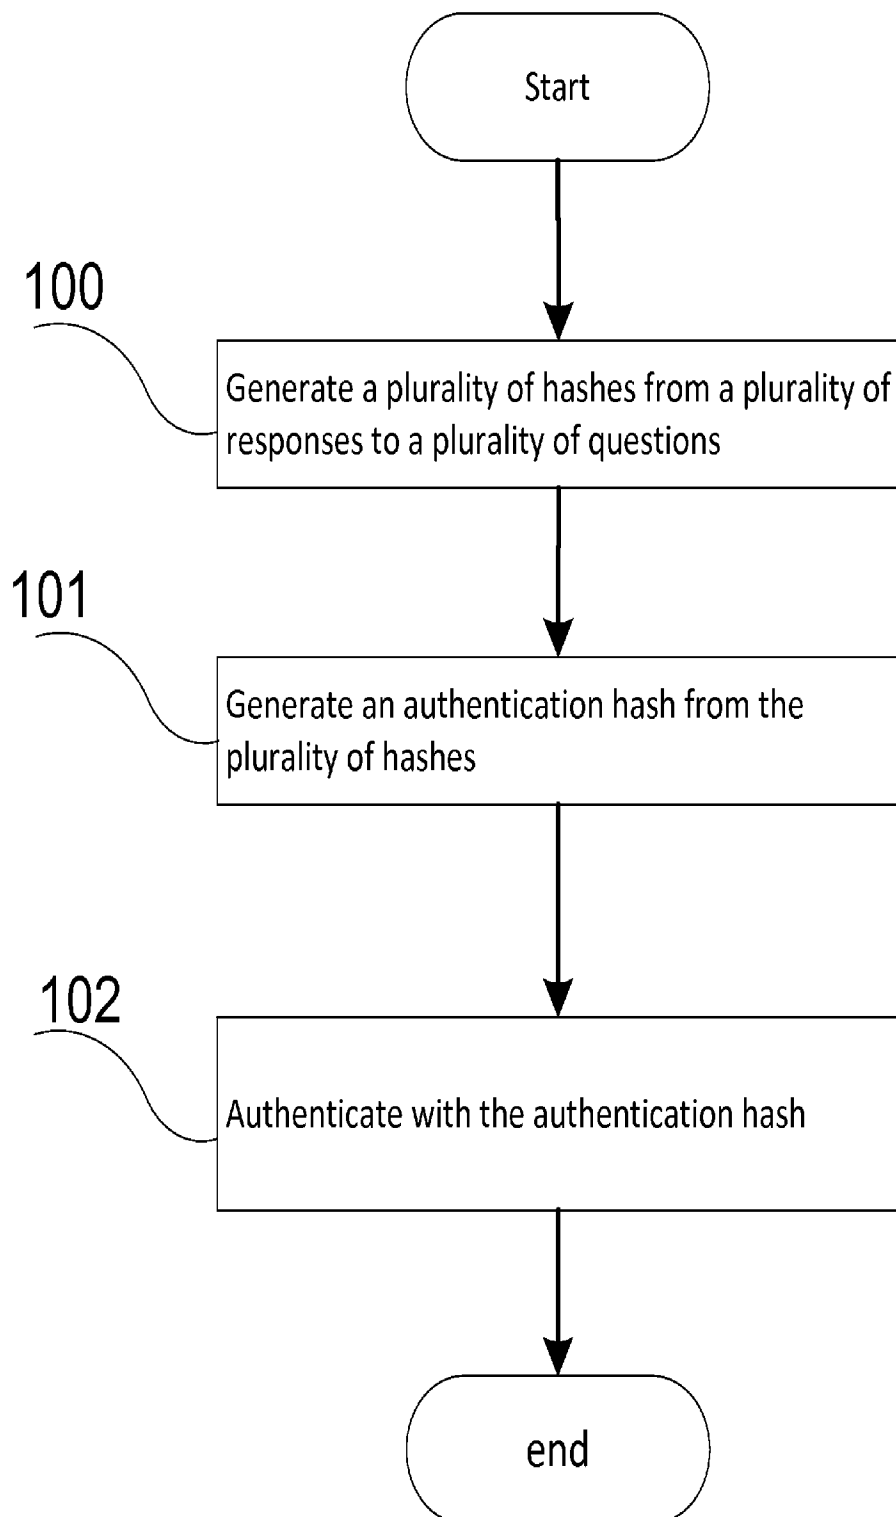 Start
100
Generate a plurality of hashes from a plurality of
responses to a plurality of questions
101
Generate an authentication hash from the
plurality of hashes
102
Authenticate with the authentication hash
end